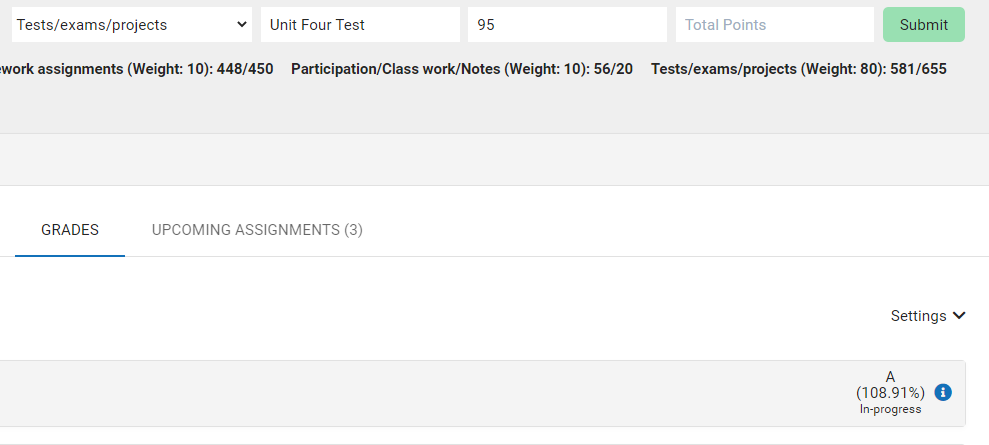 Tests/exams/projects Unit Four Test 95 Total Points Submit
ework assignments (Weight: 10): 448/450 Participation/Class work/Notes (Weight: 10): 56/20 Tests/exams/projects (Weight: 80): 581/655
GRADES UPCOMING ASSIGNMENTS (3)
Settings
A
(108.91%)
In-progress